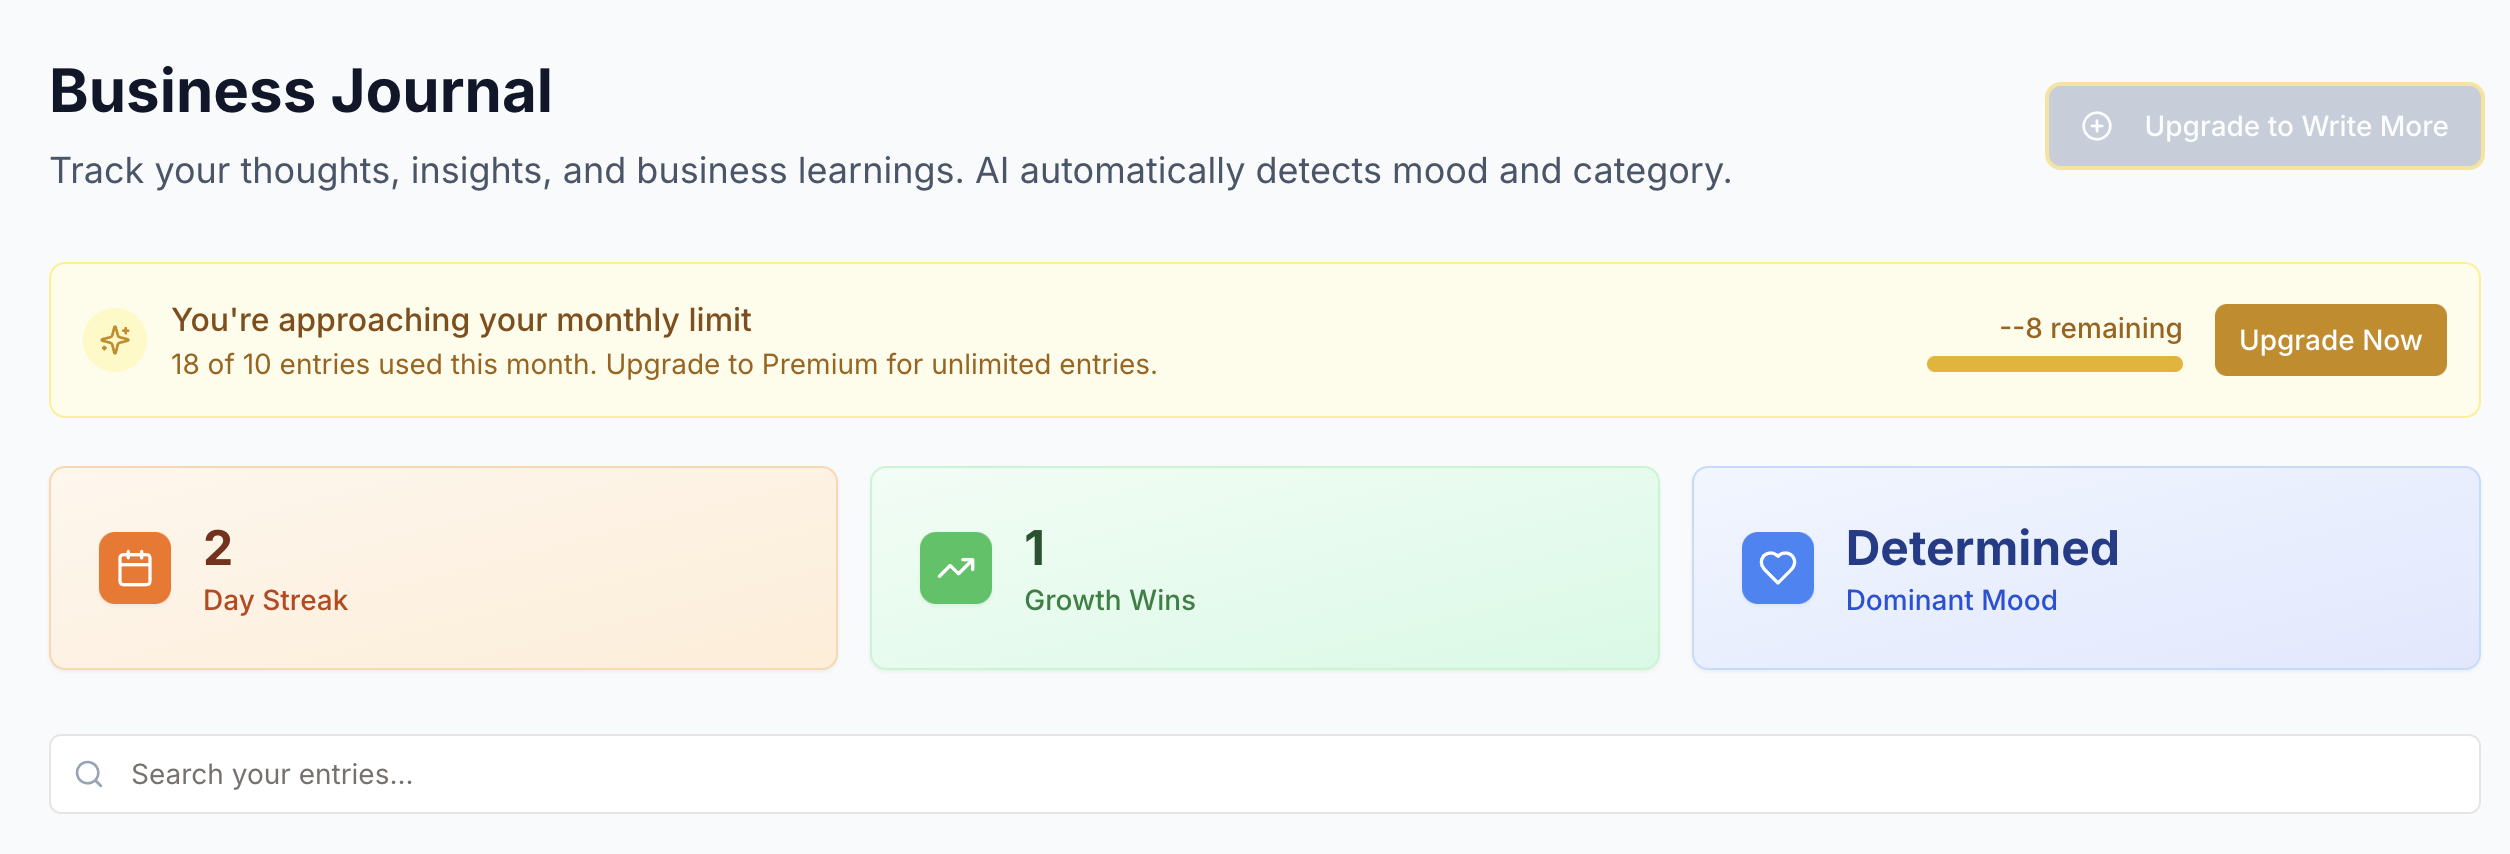 Business Journal
Track your thoughts, insights, and business learnings. AI automatically detects mood and category.
Upgrade to Write More
You're approaching your monthly limit
18 of 10 entries used this month. Upgrade to Premium for unlimited entries.
--8 remaining
Upgrade Now
2
Day Streak
1
Growth Wins
Determined
Dominant Mood
Search your entries...